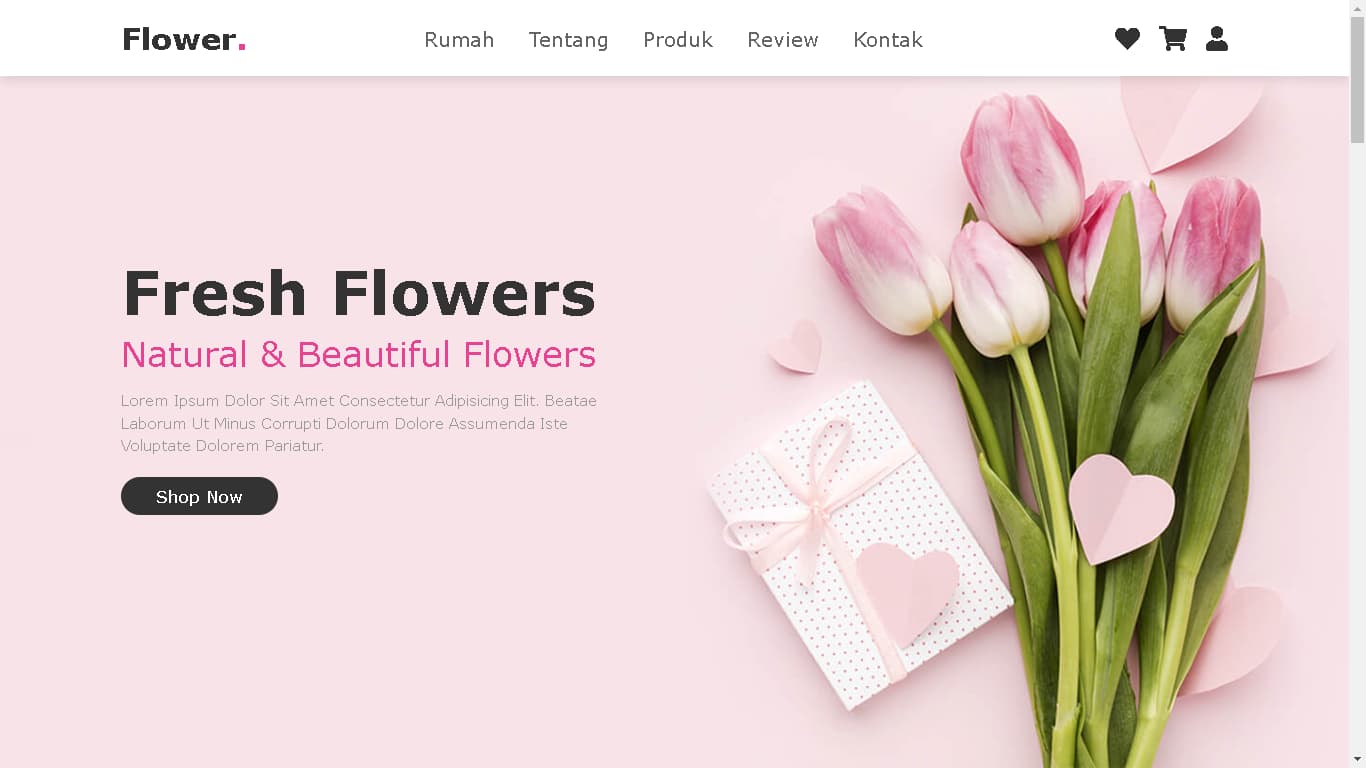 Flower.
Rumah Tentang Produk Review Kontak
Fresh Flowers
Natural & Beautiful Flowers
Lorem Ipsum Dolor Sit Amet Consectetur Adipisicing Elit. Beatae
Laborum Ut Minus Corrupti Dolorum Dolore Assumenda Iste
Voluptate Dolorem Pariatur.
Shop Now